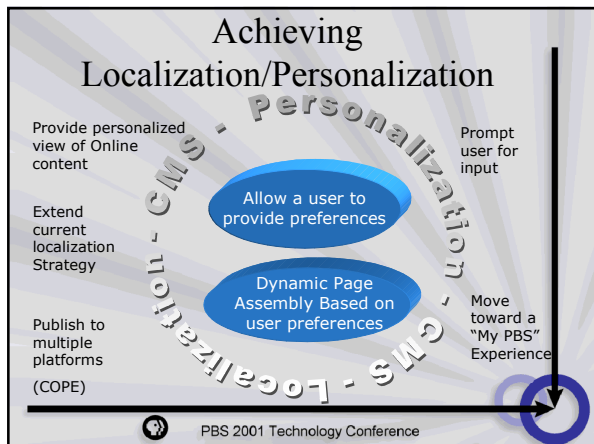 Achieving
Localization/Personalization
Provide personalized
view of Online
content
Extend
current
localization
Strategy
Publish to
multiple
platforms
(COPE)
CMS - Personalization - CMS - Localization -
Allow a user to
provide preferences
Dynamic Page
Assembly Based on
user preferences
Prompt
user for
input
Move
toward a
“My PBS”
Experience
PBS 2001 Technology Conference